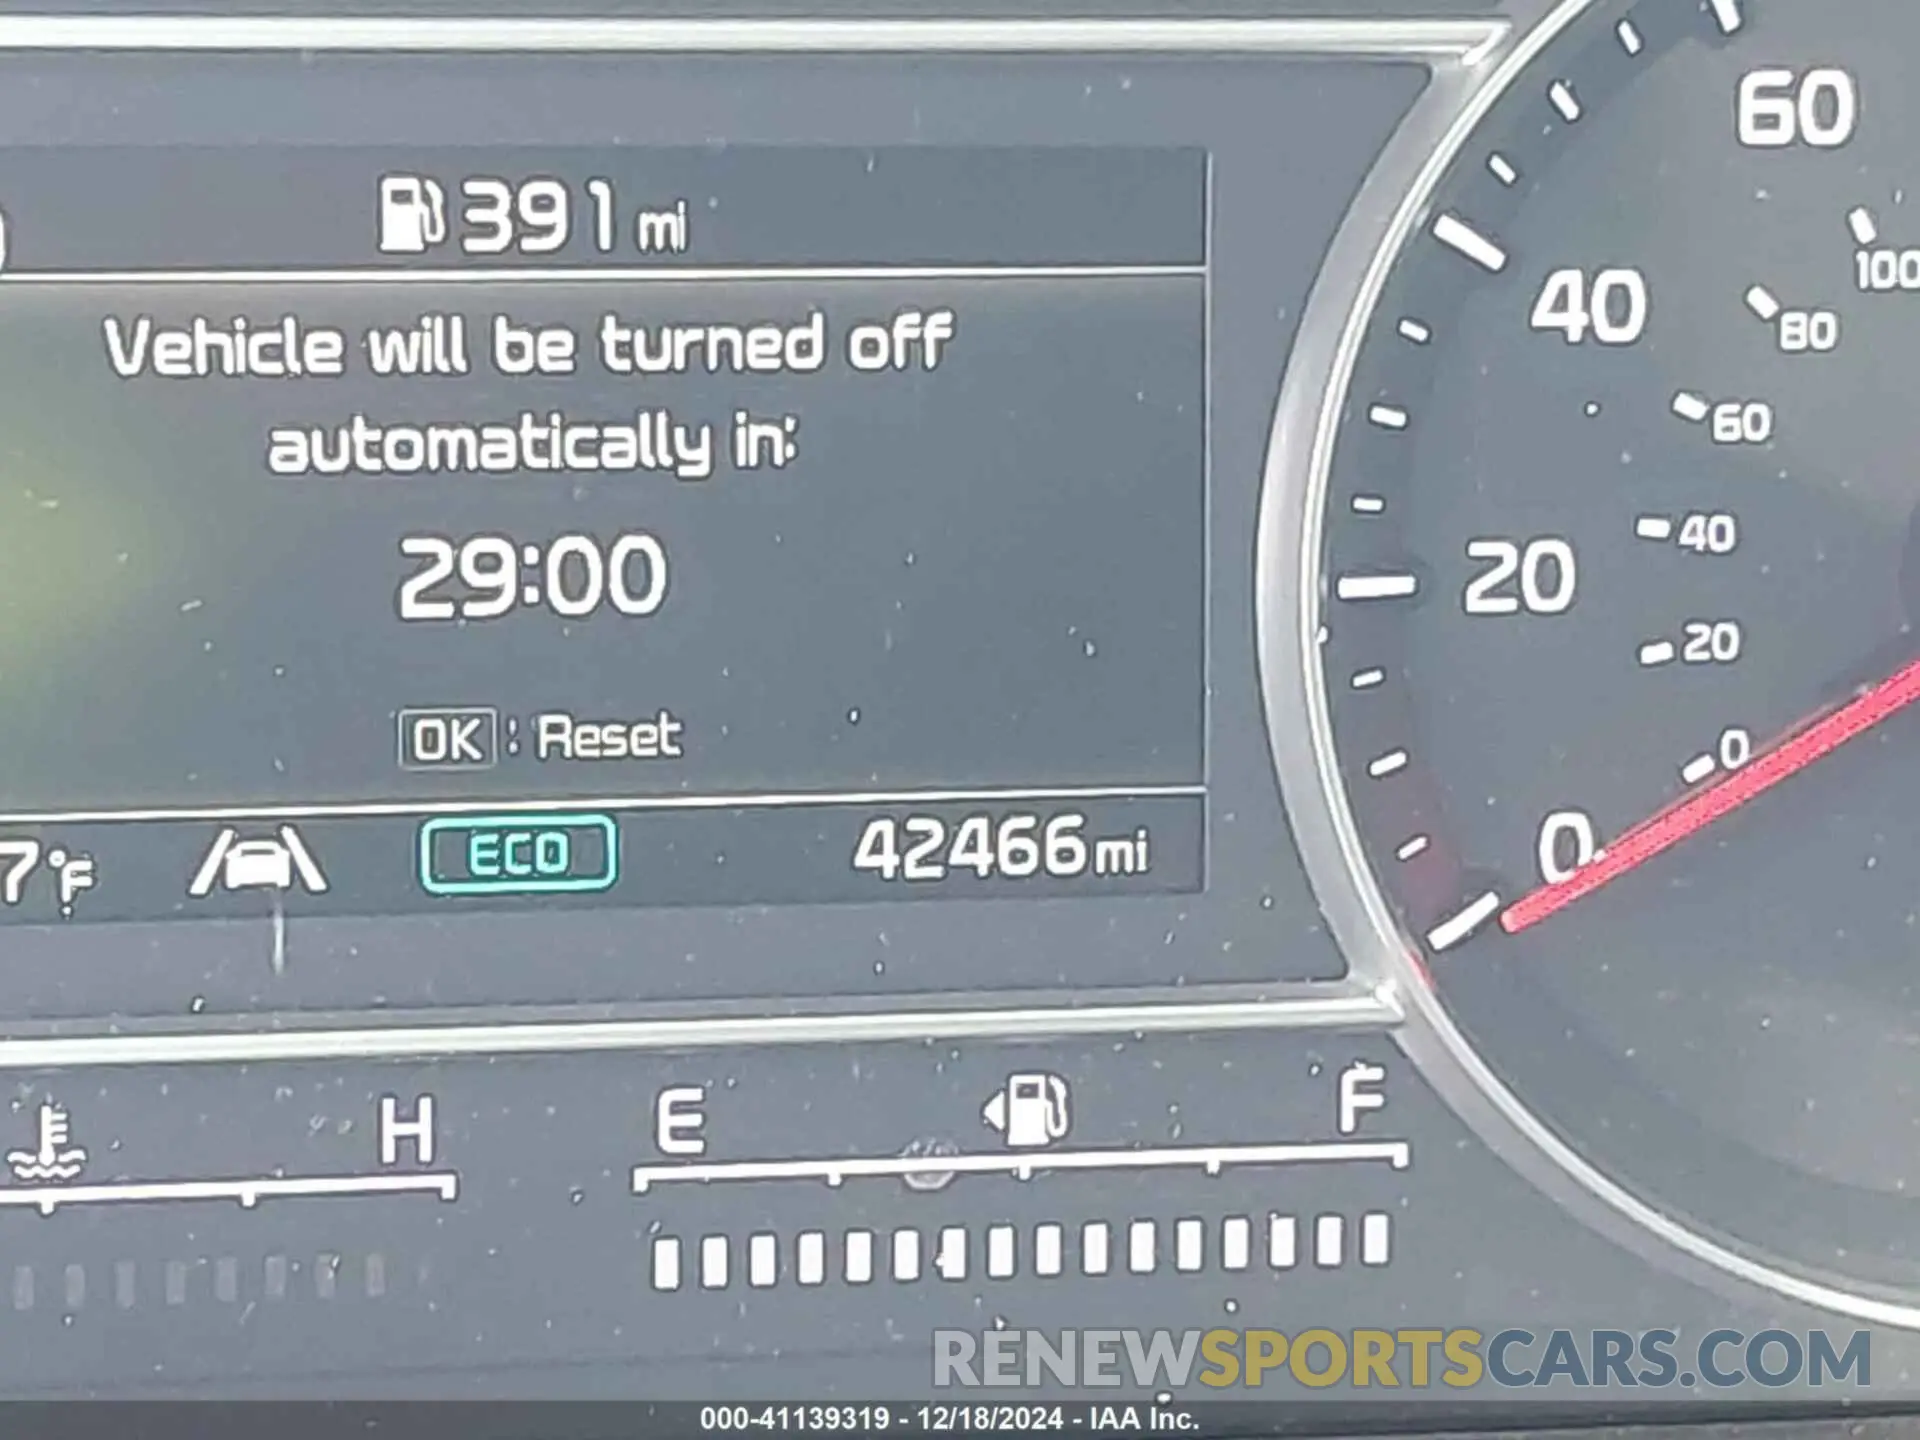 391 mi
Vehicle will be turned off
automatically in:
29:00
OK : Reset
7°F
ECO
42466 mi
H
E
F
60
40
20
0
100
80
60
40
20
0
RENEWSPORTSCARS.COM
000-41139319 - 12/18/2024 - IAA Inc.